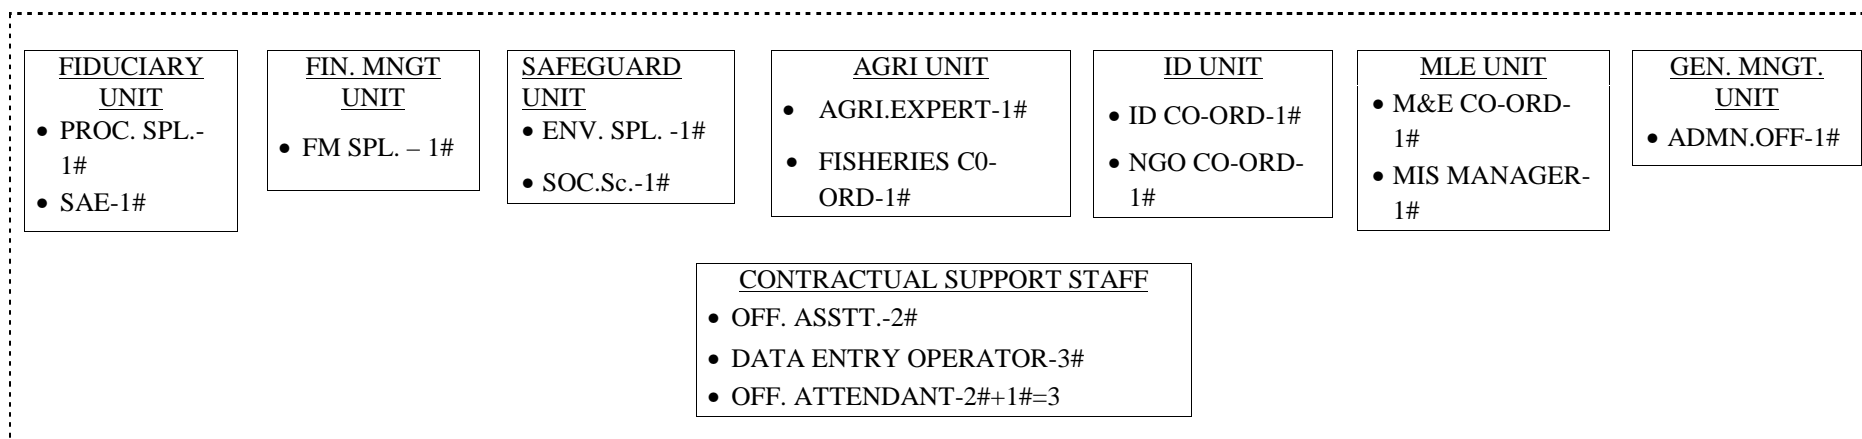 FIDUCIARY
UNIT
• PROC. SPL.-
1#
• SAE-1#
FIN. MNGT
UNIT
• FM SPL. – 1#
SAFEGUARD
UNIT
• ENV. SPL. -1#
• SOC.Sc.-1#
AGRI UNIT
• AGRI.EXPERT-1#
• FISHERIES C0-
ORD-1#
ID UNIT
• ID CO-ORD-1#
• NGO CO-ORD-
1#
MLE UNIT
• M&E CO-ORD-
1#
• MIS MANAGER-
1#
GEN. MNGT.
UNIT
• ADMN.OFF-1#
CONTRACTUAL SUPPORT STAFF
• OFF. ASSTT.-2#
• DATA ENTRY OPERATOR-3#
• OFF. ATTENDANT-2#+1#=3